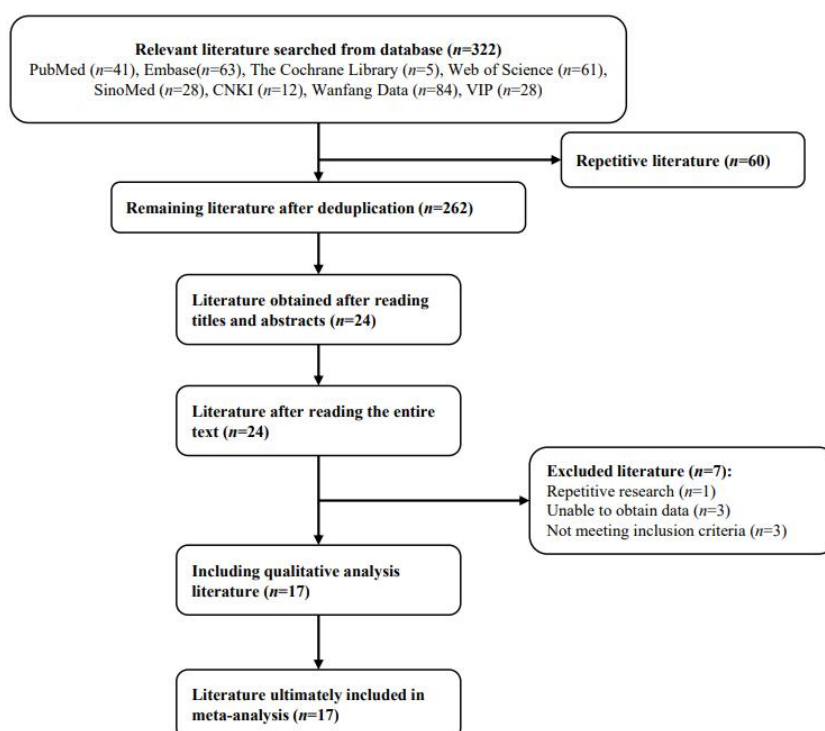 Relevant literature searched from database (n=322)
PubMed (n=41), Embase(n=63), The Cochrane Library (n=5), Web of Science (n=61),
SinoMed (n=28), CNKI (n=12), Wanfang Data (n=84), VIP (n=28)
Repetitive literature (n=60)
Remaining literature after deduplication (n=262)
Literature obtained after reading
titles and abstracts (n=24)
Literature after reading the entire
text (n=24)
Excluded literature (n=7):
Repetitive research (n=1)
Unable to obtain data (n=3)
Not meeting inclusion criteria (n=3)
Including qualitative analysis
literature (n=17)
Literature ultimately included in
meta-analysis (n=17)